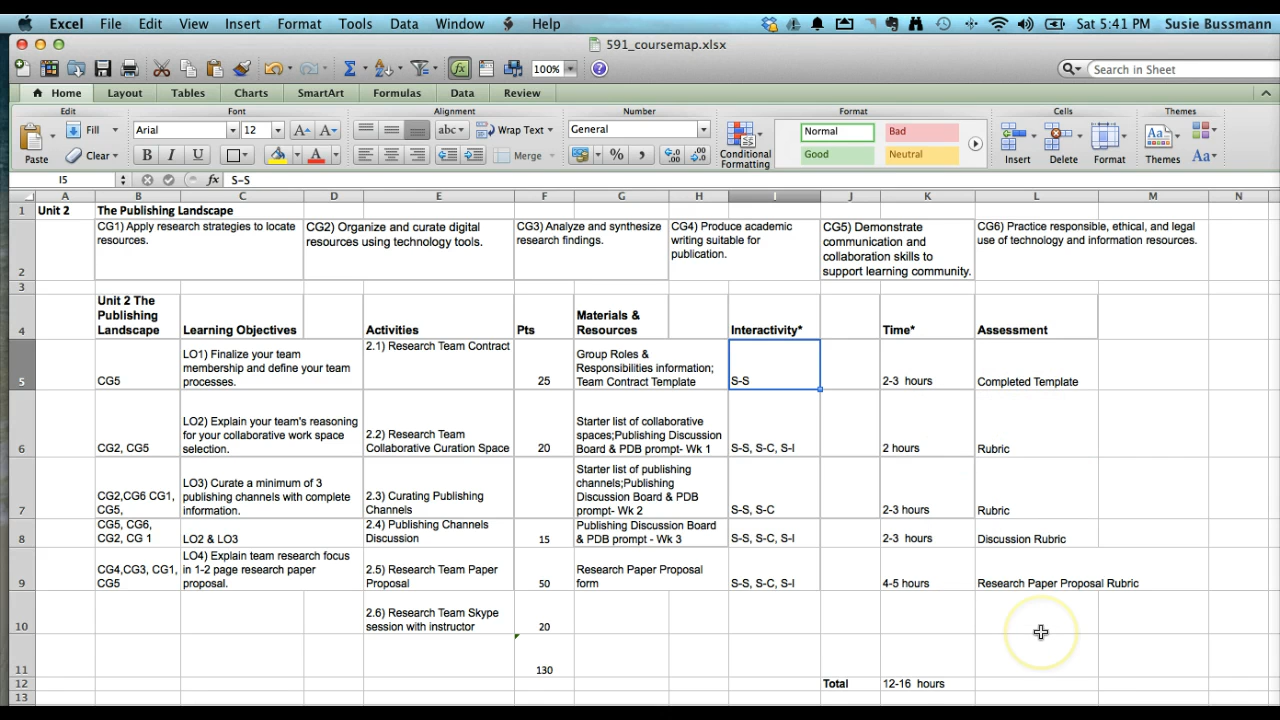 Excel File Edit View Insert Format Tools Data Window Help Sat 5:41 PM Susie Bussmann
591_coursemap.xlsx
100% Search in Sheet
Home Layout Tables Charts SmartArt Formulas Data Review
Edit Font Alignment Number Format Cells Themes
Fill Arial 12 abc Wrap Text General Normal Bad
Paste Clear B I U Merge % Conditional Formatting Good Neutral Insert Delete Format Themes Aa
I5 fx S-S
A B C D E F G H I J K L M N
1 Unit 2 The Publishing Landscape
CG1) Apply research strategies to locate
resources.
CG2) Organize and curate digital
resources using technology tools.
CG3) Analyze and synthesize
research findings.
CG4) Produce academic
writing suitable for
publication.
CG5) Demonstrate
communication and
collaboration skills to
support learning community.
CG6) Practice responsible, ethical, and legal
use of technology and information resources.
2
3
Unit 2 The
Publishing
Landscape
Learning Objectives
Activities
Pts
Materials &
Resources
Interactivity*
Time*
Assessment
4
CG5
LO1) Finalize your team
membership and define your team
processes.
2.1) Research Team Contract
25
Group Roles &
Responsibilities information;
Team Contract Template
S-S
2-3 hours
Completed Template
5
CG2, CG5
LO2) Explain your team's reasoning
for your collaborative work space
selection.
2.2) Research Team
Collaborative Curation Space
20
Starter list of collaborative
spaces;Publishing Discussion
Board & PDB prompt- Wk 1
S-S, S-C, S-I
2 hours
Rubric
6
CG2,CG6 CG1,
CG5,
LO3) Curate a minimum of 3
publishing channels with complete
information.
2.3) Curating Publishing
Channels
Starter list of publishing
channels;Publishing
Discussion Board & PDB
prompt- Wk 2
S-S, S-C
2-3 hours
Rubric
7
CG5, CG6,
CG2, CG 1
LO2 & LO3
2.4) Publishing Channels
Discussion
15
Publishing Discussion Board
& PDB prompt - Wk 3
S-S, S-C, S-I
2-3 hours
Discussion Rubric
8
CG4,CG3, CG1,
CG5
LO4) Explain team research focus
in 1-2 page research paper
proposal.
2.5) Research Team Paper
Proposal
50
Research Paper Proposal
form
S-S, S-C, S-I
4-5 hours
Research Paper Proposal Rubric
9
2.6) Research Team Skype
session with instructor
20
10
130
11
12 Total 12-16 hours
13